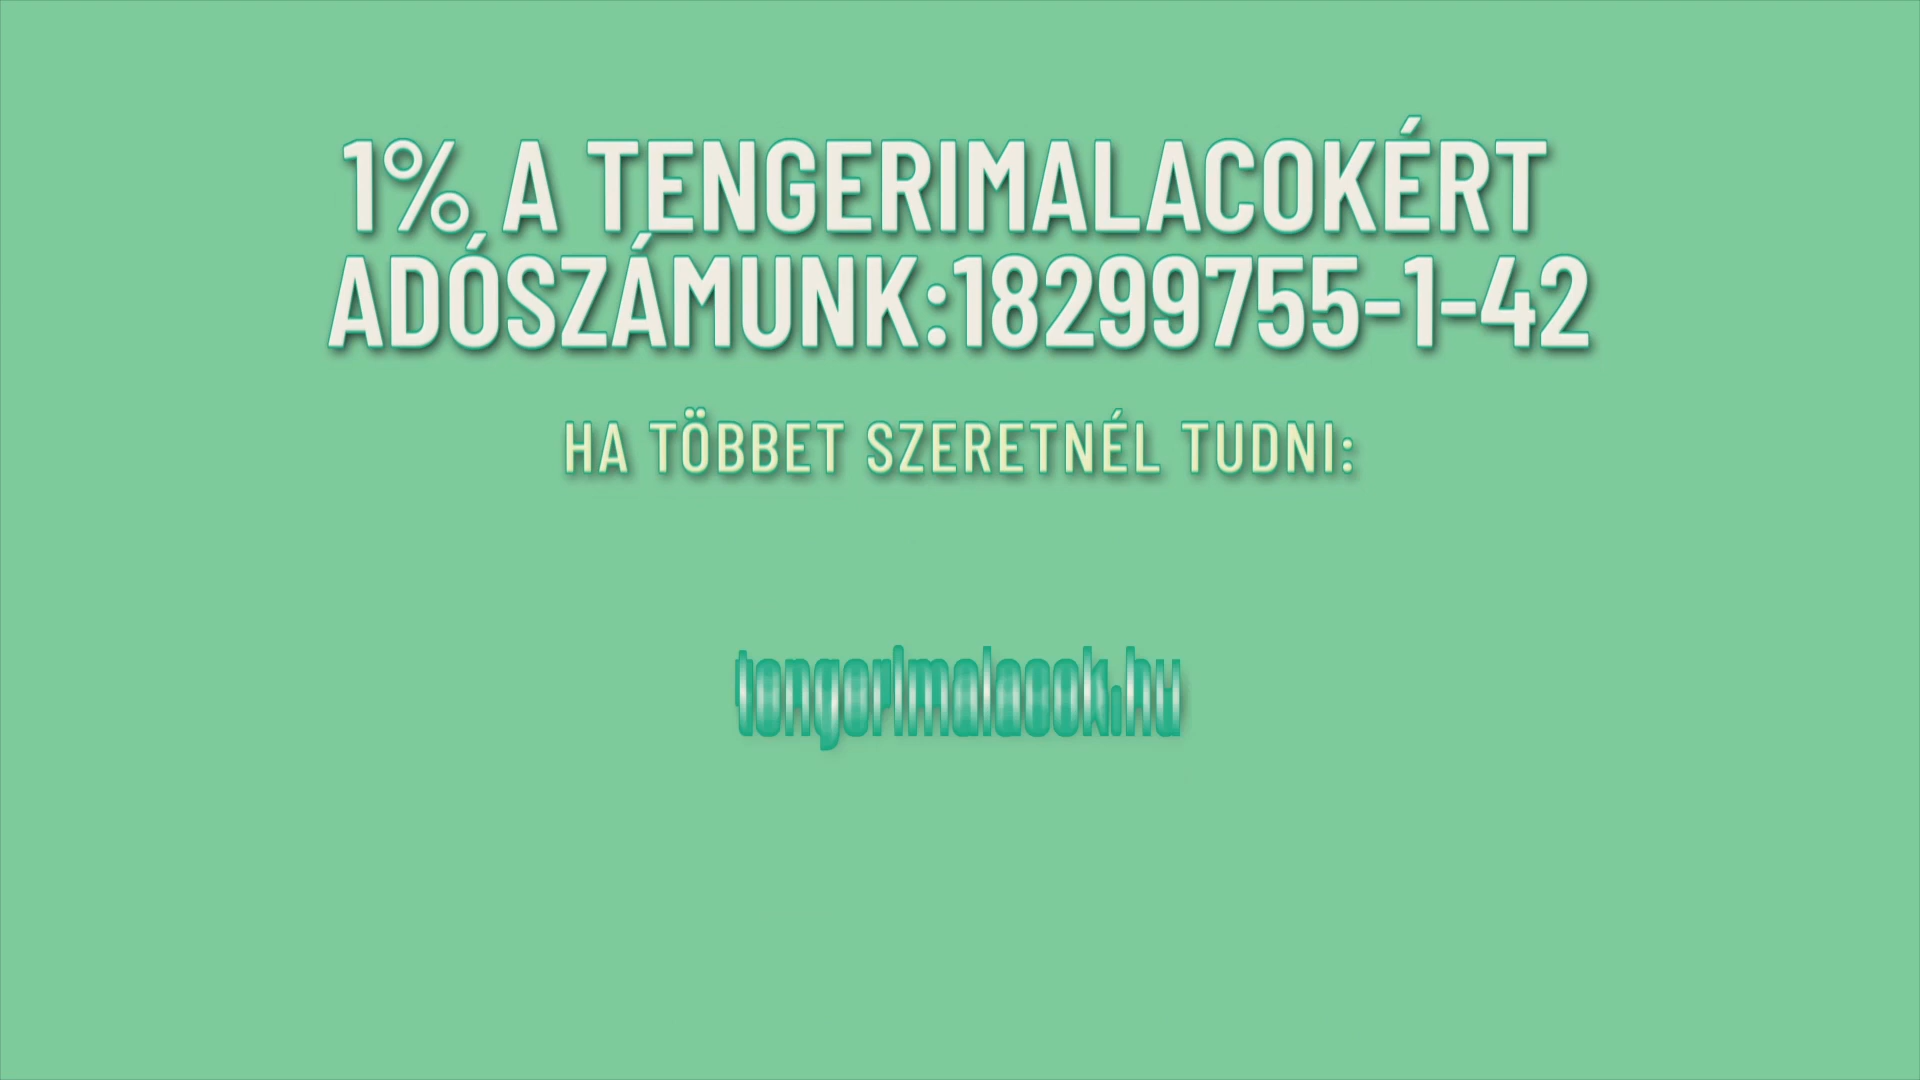 1% A TENGERIMALACOKÉRT
ADÓSZÁMUNK:18299755-1-42
HA TÖBBET SZERETNÉL TUDNI:
tengerimalacok.hu